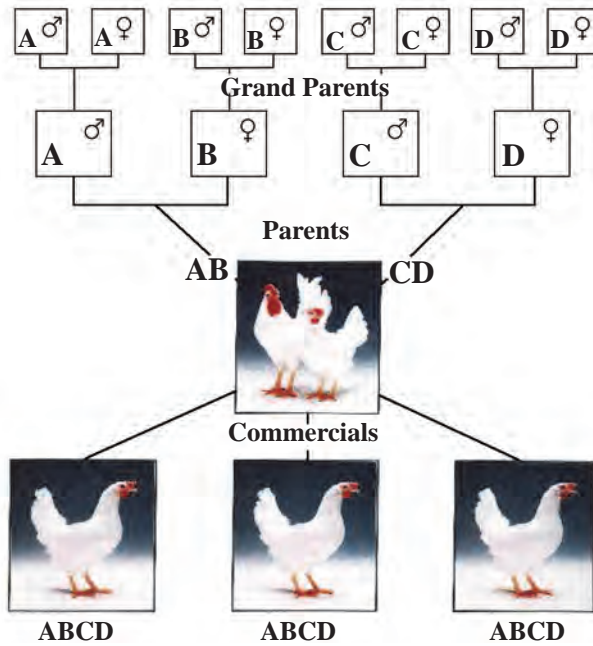 A ♂ A ♀ B ♂ B ♀ C ♂ C ♀ D ♂ D ♀
Grand Parents
A ♂ B ♀ C ♂ D ♀
Parents
AB CD
Commercials
ABCD ABCD ABCD